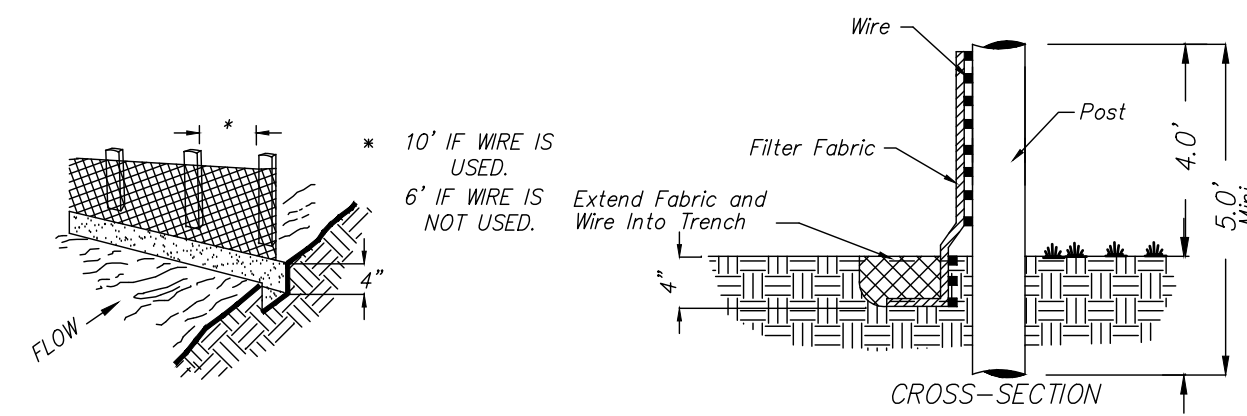 *
* 10' IF WIRE IS
USED.
6' IF WIRE IS
NOT USED.
4"
FLOW
Wire
Post
Filter Fabric
Extend Fabric and
Wire Into Trench
4"
4.0'
5.0'
CROSS-SECTION